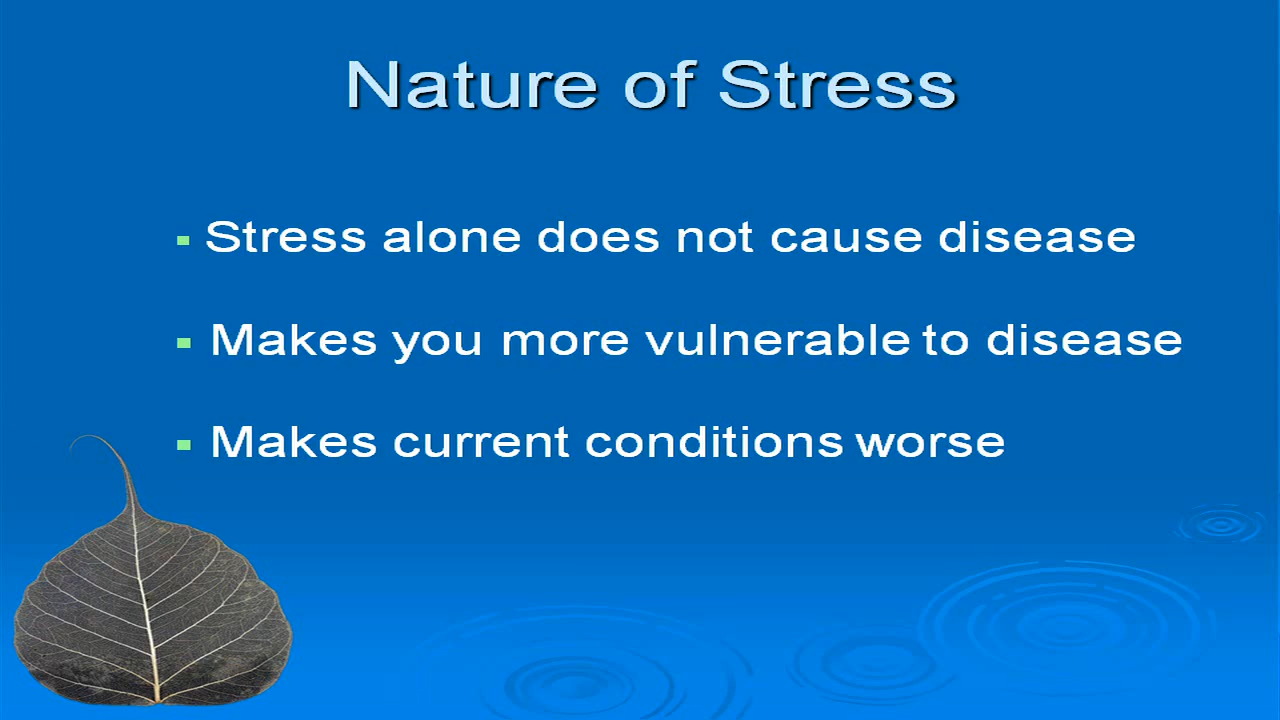 Nature of Stress
▪ Stress alone does not cause disease
▪ Makes you more vulnerable to disease
▪ Makes current conditions worse